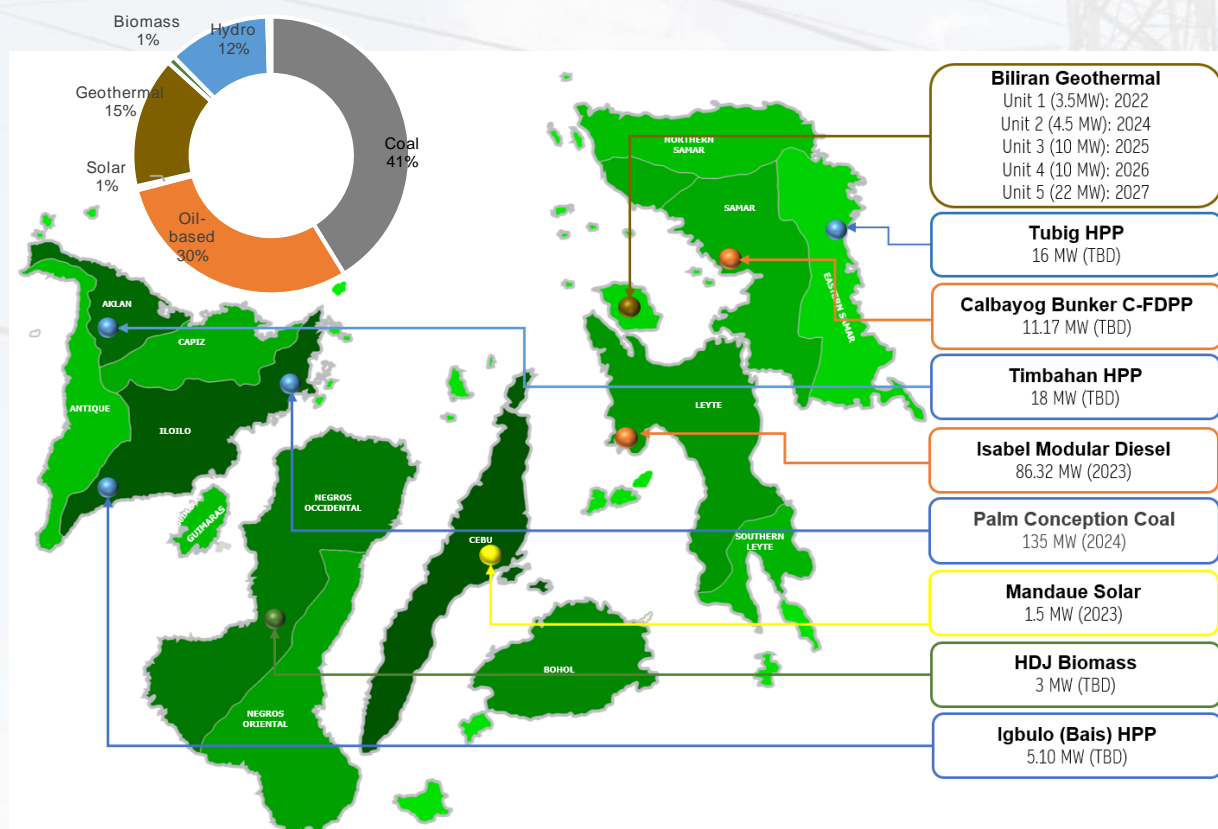 Biomass
1%
Hydro
12%
Geothermal
15%
Coal
41%
Solar
1%
Oil-
based
30%
Biliran Geothermal
Unit 1 (3.5MW): 2022
Unit 2 (4.5 MW): 2024
Unit 3 (10 MW): 2025
Unit 4 (10 MW): 2026
Unit 5 (22 MW): 2027
Tubig HPP
16 MW (TBD)
Calbayog Bunker C-FDPP
11.17 MW (TBD)
Timbahan HPP
18 MW (TBD)
Isabel Modular Diesel
86.32 MW (2023)
Palm Conception Coal
135 MW (2024)
Mandaue Solar
1.5 MW (2023)
HDJ Biomass
3 MW (TBD)
Igbulo (Bais) HPP
5.10 MW (TBD)
NORTHERN
SAMAR
SAMAR
EASTERN SAMAR
AKLAN
CAPIZ
ANTIQUE
ILOILO
GUIMARAS
NEGROS
OCCIDENTAL
CEBU
LEYTE
SOUTHERN
LEYTE
BOHOL
NEGROS
ORIENTAL